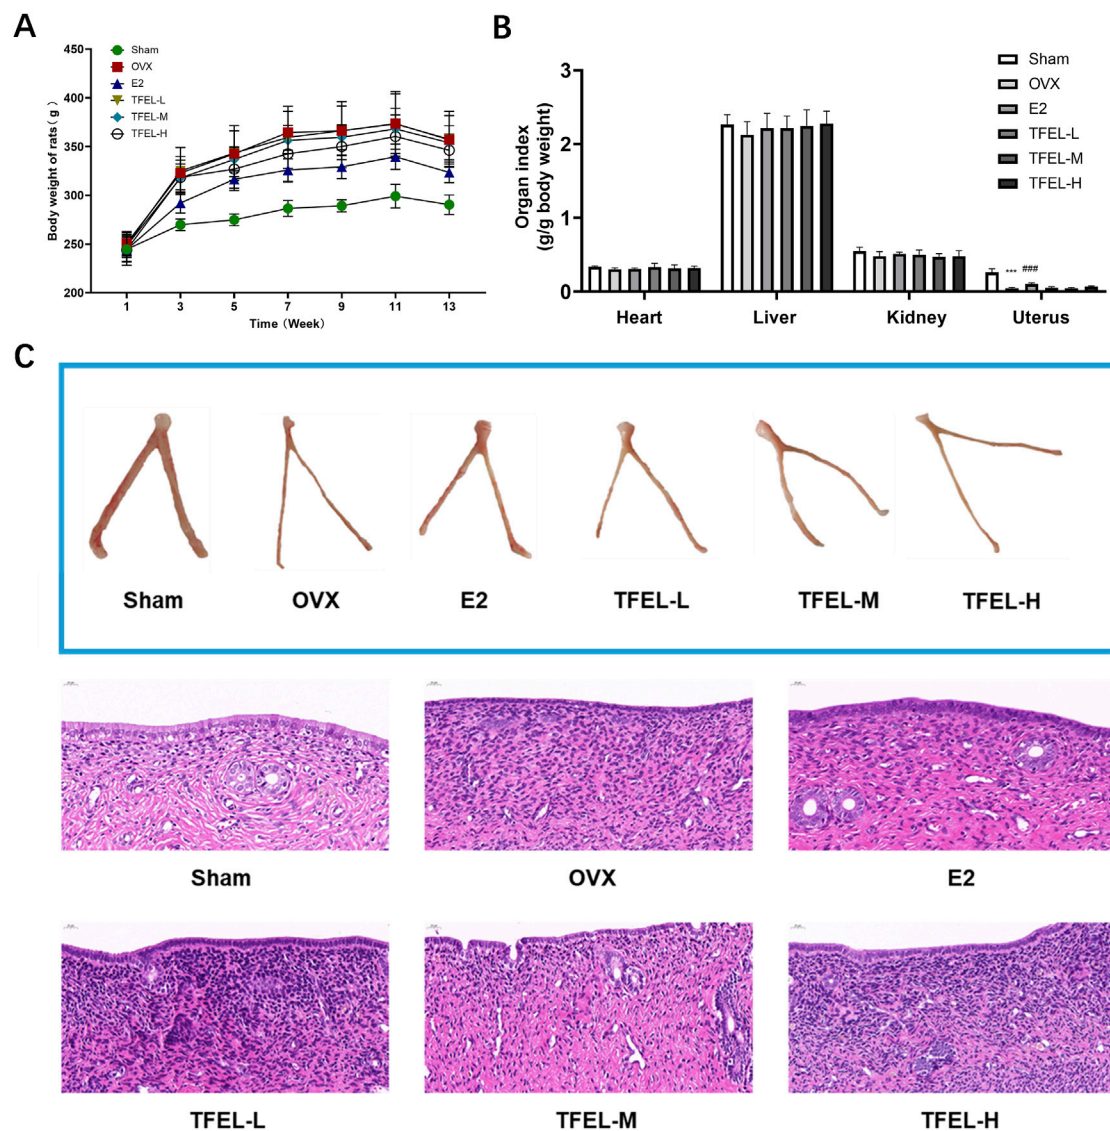 A
Sham
OVX
E2
TFEL-L
TFEL-M
TFEL-H
450
400
350
300
250
200
Body weight of rats( g )
1 3 5 7 9 11 13
Time (Week)
B
Sham
OVX
E2
TFEL-L
TFEL-M
TFEL-H
3
2
1
0
Organ index
(g/g body weight)
*** ###
Heart Liver Kidney Uterus
C
Sham OVX E2 TFEL-L TFEL-M TFEL-H
Sham OVX E2
TFEL-L TFEL-M TFEL-H